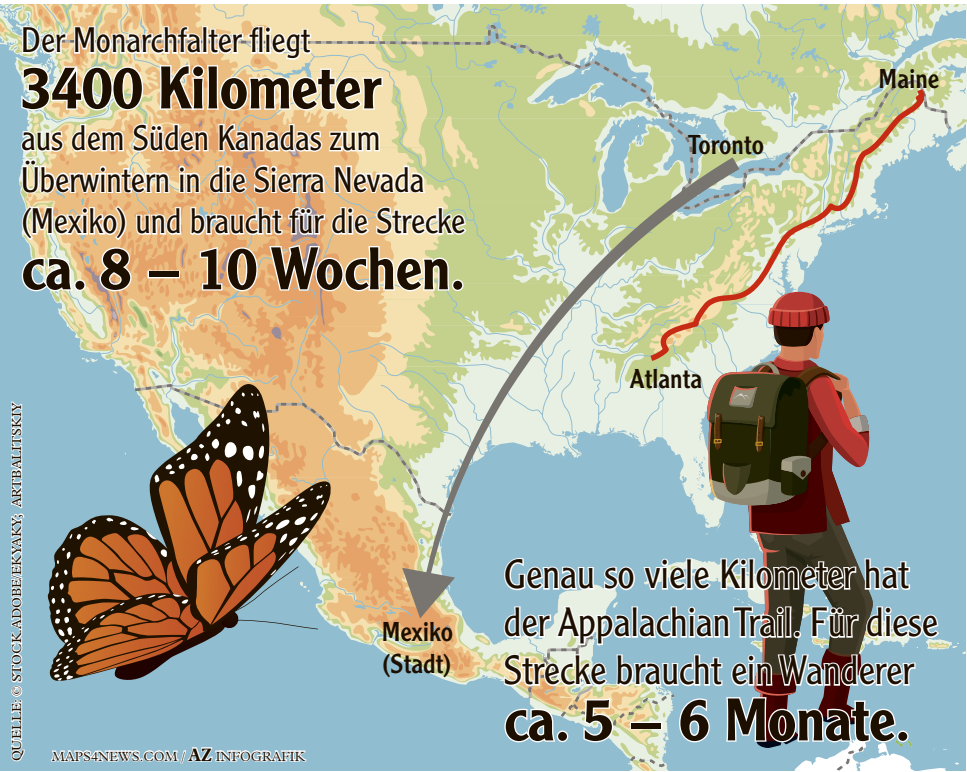 Der Monarchfalter fliegt
3400 Kilometer
aus dem Süden Kanadas zum
Überwintern in die Sierra Nevada
(Mexiko) und braucht für die Strecke
ca. 8 – 10 Wochen.
Maine
Toronto
Atlanta
Mexiko
(Stadt)
Genau so viele Kilometer hat
der Appalachian Trail. Für diese
Strecke braucht ein Wanderer
ca. 5 – 6 Monate.
QUELLE: © STOCK.ADOBE/EKYAKY; ARTBALITSKIY
MAPS4NEWS.COM / AZ INFOGRAFIK